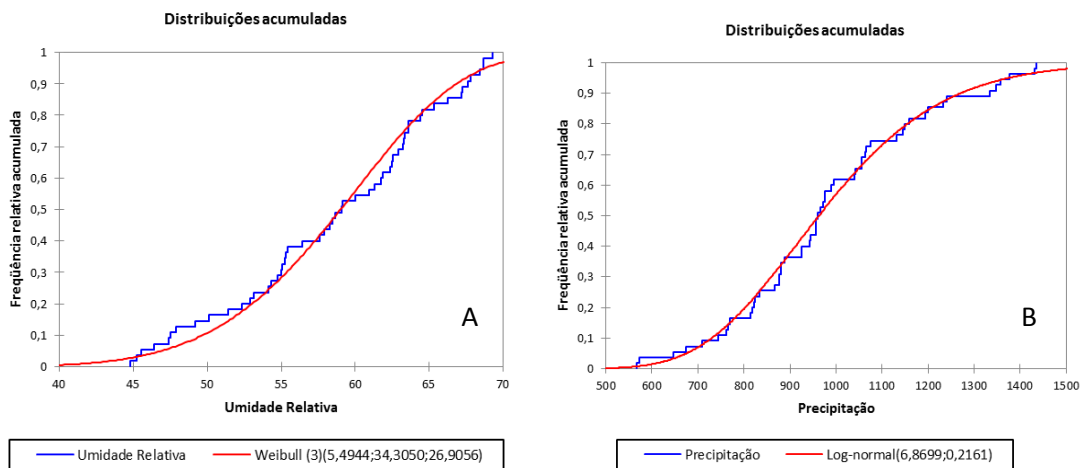 Distribuições acumuladas
Freqüência relativa acumulada
1
0,9
0,8
0,7
0,6
0,5
0,4
0,3
0,2
0,1
0
40 45 50 55 60 65 70
A
Umidade Relativa
Umidade Relativa Weibull (3)(5,4944;34,3050;26,9056)
Distribuições acumuladas
Freqüência relativa acumulada
1
0,9
0,8
0,7
0,6
0,5
0,4
0,3
0,2
0,1
0
500 600 700 800 900 1000 1100 1200 1300 1400 1500
B
Precipitação
Precipitação Log-normal(6,8699;0,2161)